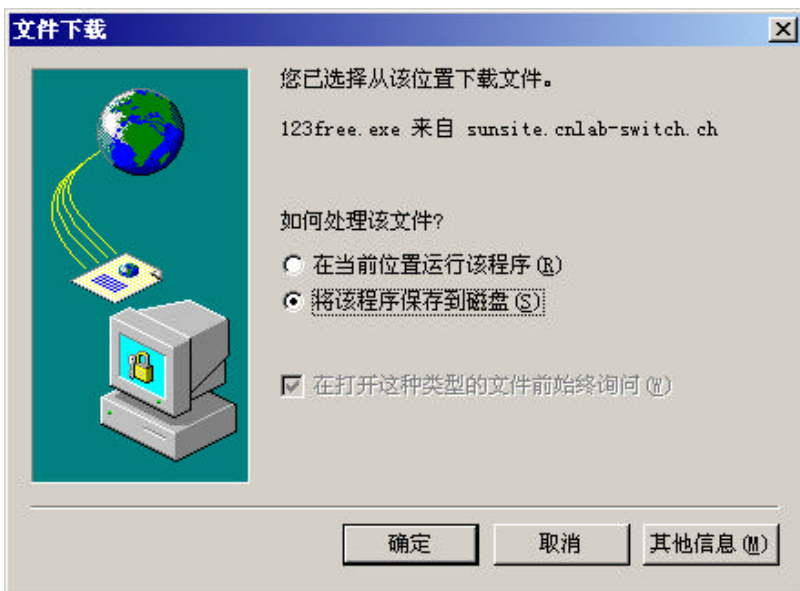 文件下载
您已选择从该位置下载文件。
123free.exe 来自 sunsite.cnlab-switch.ch
如何处理该文件?
在当前位置运行该程序(R)
将该程序保存到磁盘(S)
在打开这种类型的文件前始终询问(W)
确定 取消 其他信息(M)